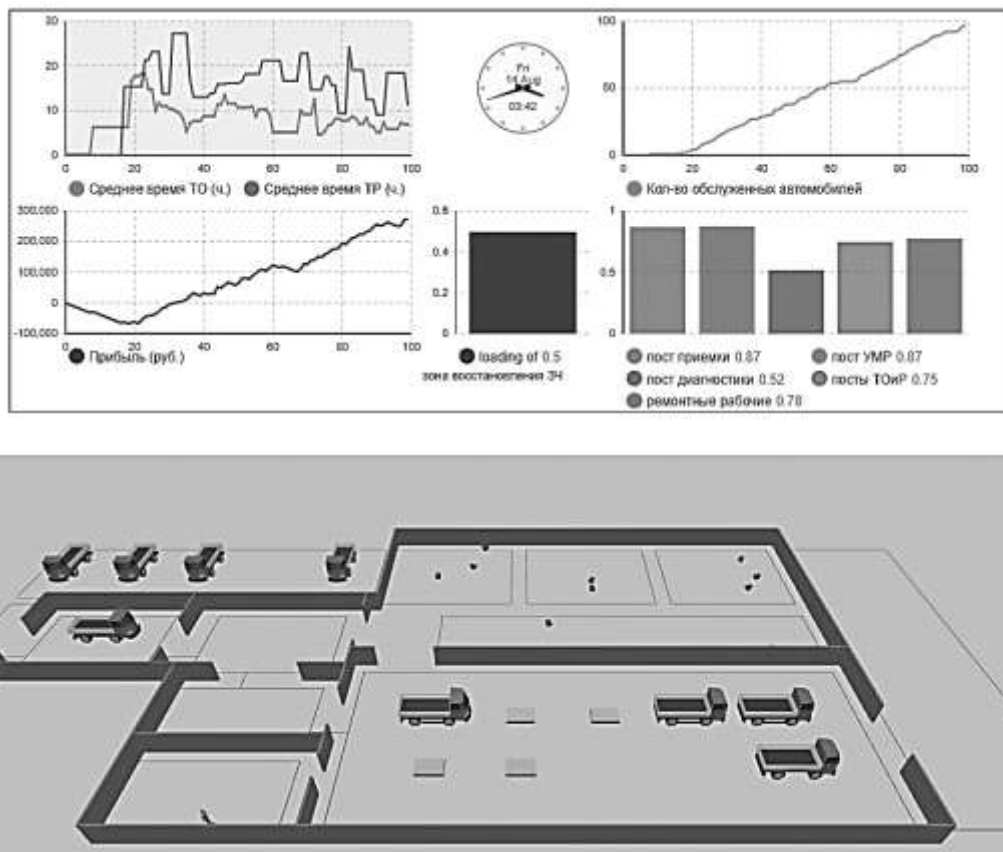 30
20
10
0
0
20
40
60
80
100
Среднее время ТО (ч.)
Среднее время ТР (ч.)
Fri
14 Aug
03:42
100
50
0
0
20
40
60
80
100
Кол-во обслуженных автомобилей
300,000
200,000
100,000
0
-100,000
0
20
40
60
80
100
Прибыль (руб.)
0.6
0.4
0.2
0
loading of 0.5
зона восстановления ЗЧ
1
0.5
0
пост приемки 0.87
пост УМР 0.87
пост диагностики 0.52
посты ТОиР 0.75
ремонтные рабочие 0.78